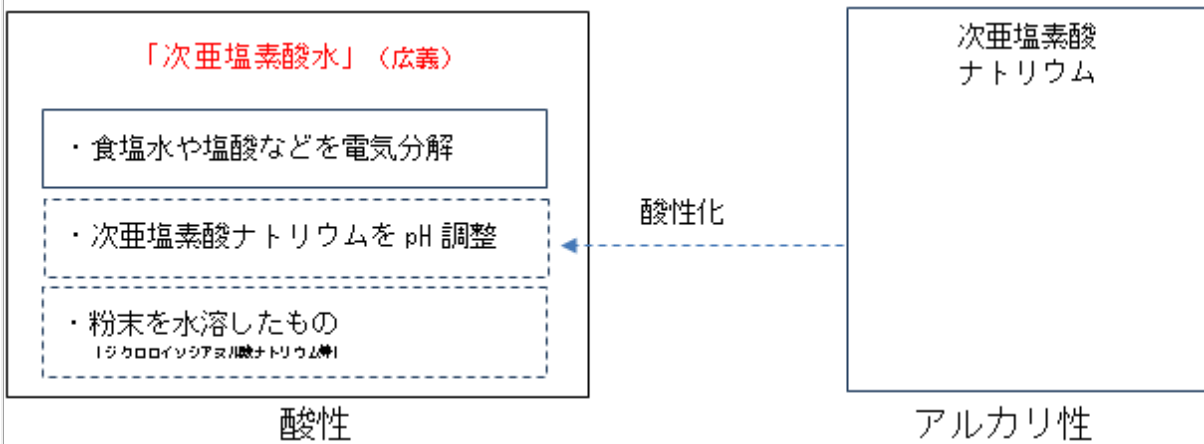 「次亜塩素酸水」（広義）
・食塩水や塩酸などを電気分解
・次亜塩素酸ナトリウムを pH 調整
・粉末を水溶したもの
「ジクロロイソシアヌル酸ナトリウム等」
酸性
酸性化
次亜塩素酸
ナトリウム
アルカリ性